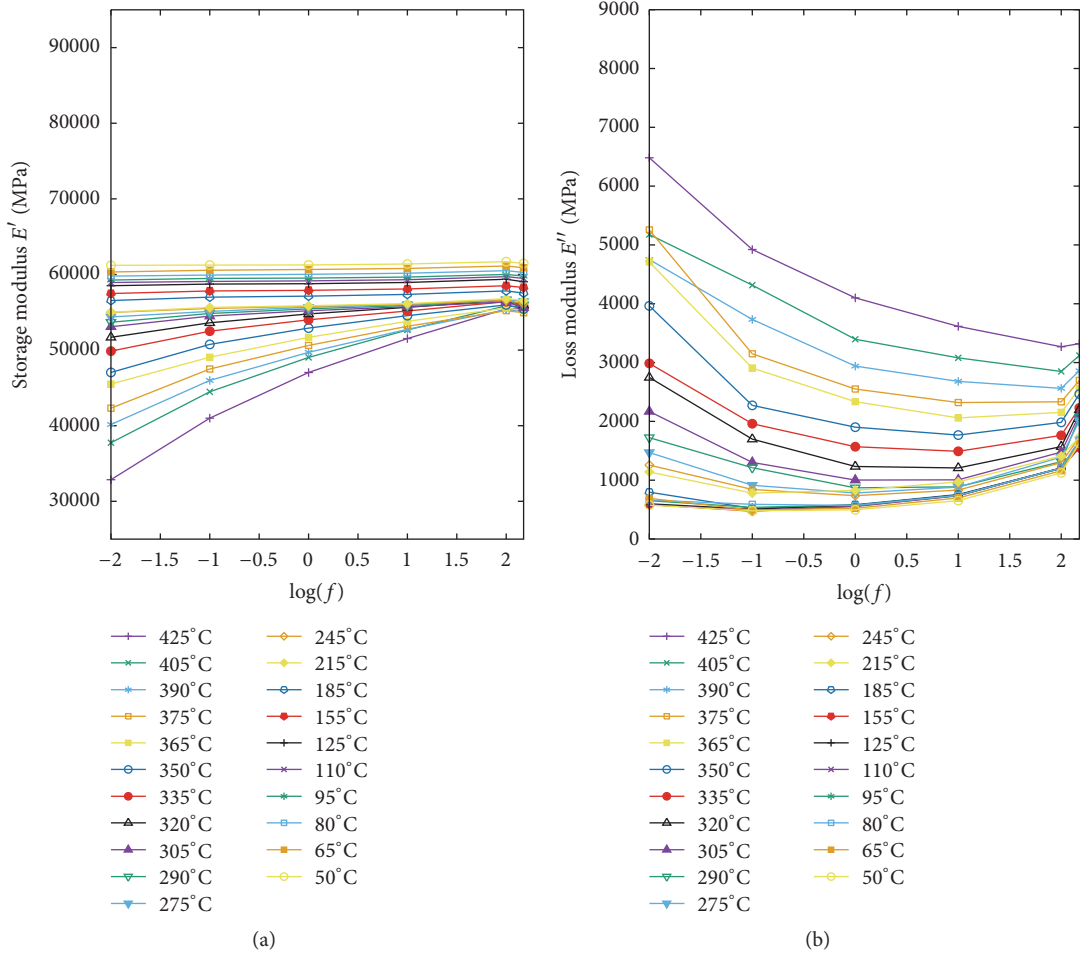 90000
80000
70000
60000
50000
40000
30000
Storage modulus E′ (MPa)
−2 −1.5 −1 −0.5 0 0.5 1 1.5 2
log(f)
425°C 245°C
405°C 215°C
390°C 185°C
375°C 155°C
365°C 125°C
350°C 110°C
335°C 95°C
320°C 80°C
305°C 65°C
290°C 50°C
275°C
(a)
9000
8000
7000
6000
5000
4000
3000
2000
1000
0
Loss modulus E″ (MPa)
−2 −1.5 −1 −0.5 0 0.5 1 1.5 2
log(f)
425°C 245°C
405°C 215°C
390°C 185°C
375°C 155°C
365°C 125°C
350°C 110°C
335°C 95°C
320°C 80°C
305°C 65°C
290°C 50°C
275°C
(b)